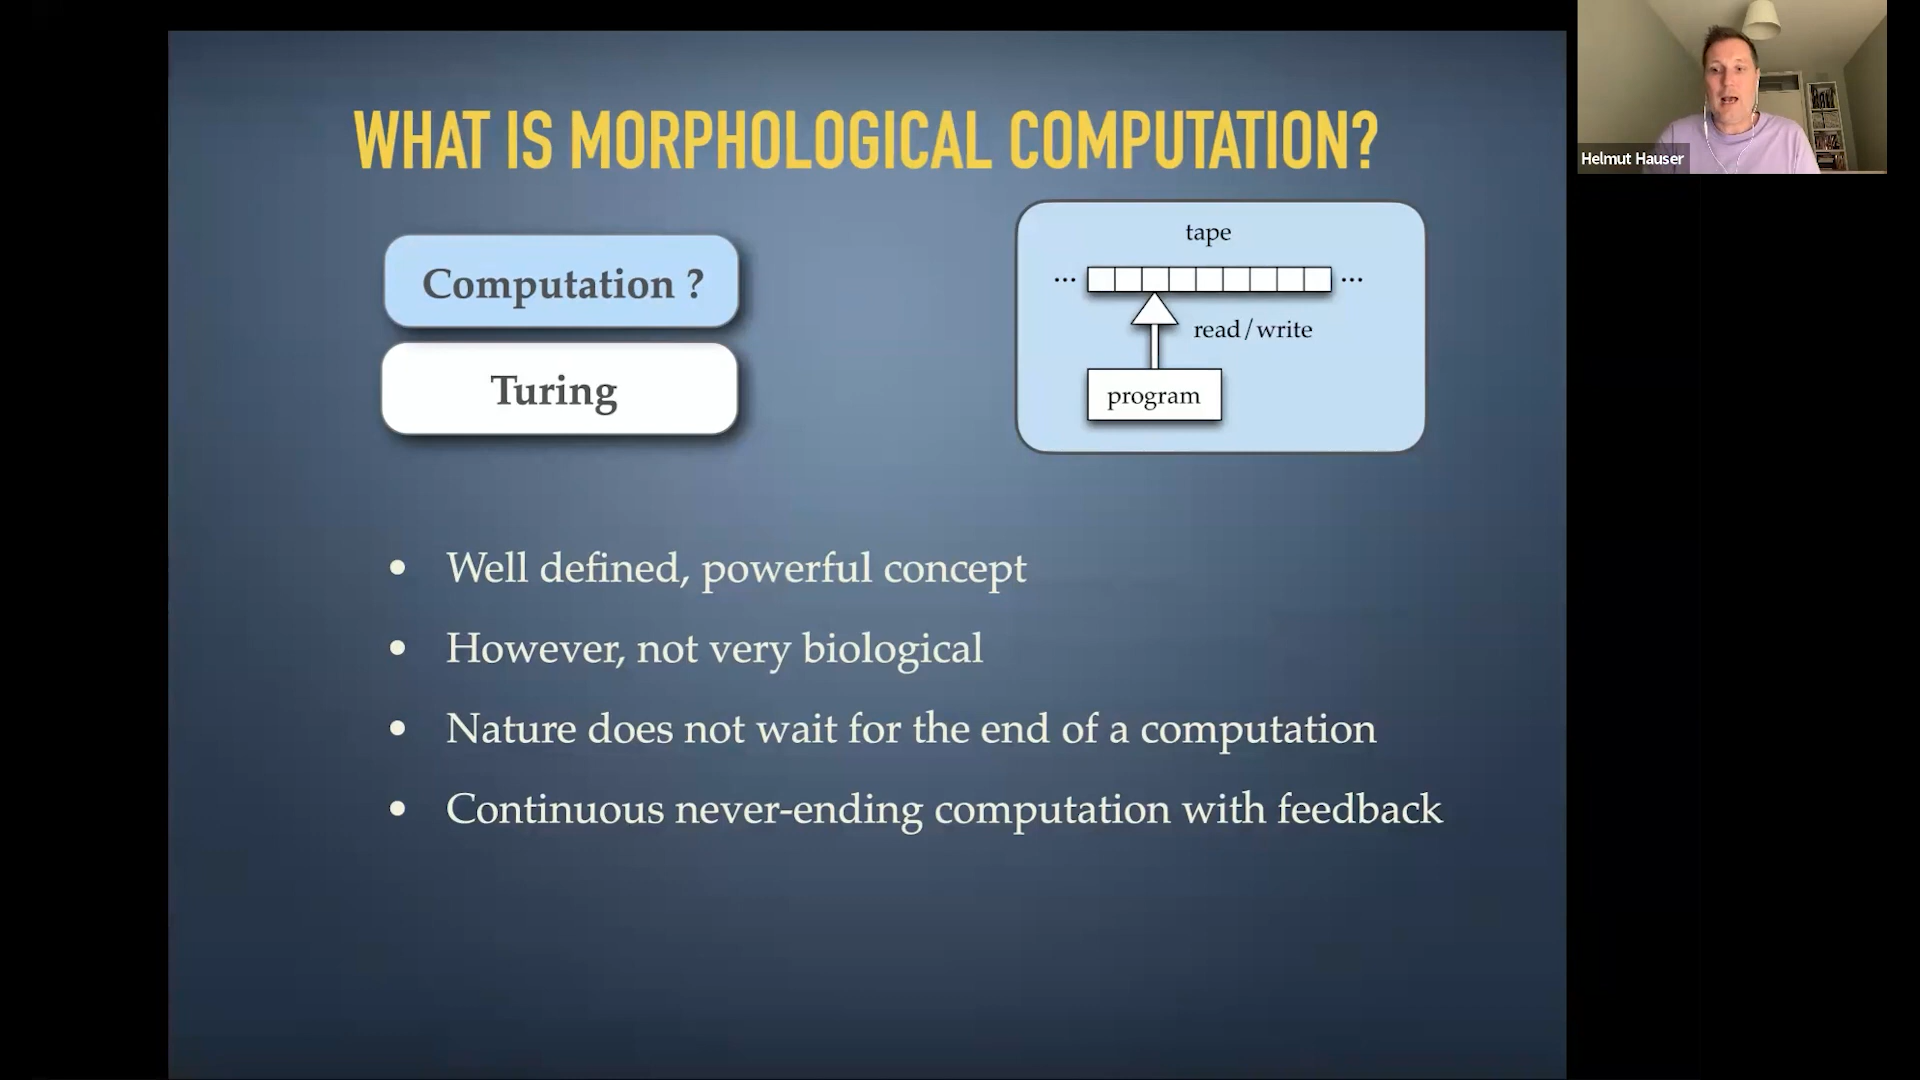 WHAT IS MORPHOLOGICAL COMPUTATION?
Helmut Hauser
Computation ?
Turing
tape
... ...
read/write
program
• Well defined, powerful concept
• However, not very biological
• Nature does not wait for the end of a computation
• Continuous never-ending computation with feedback